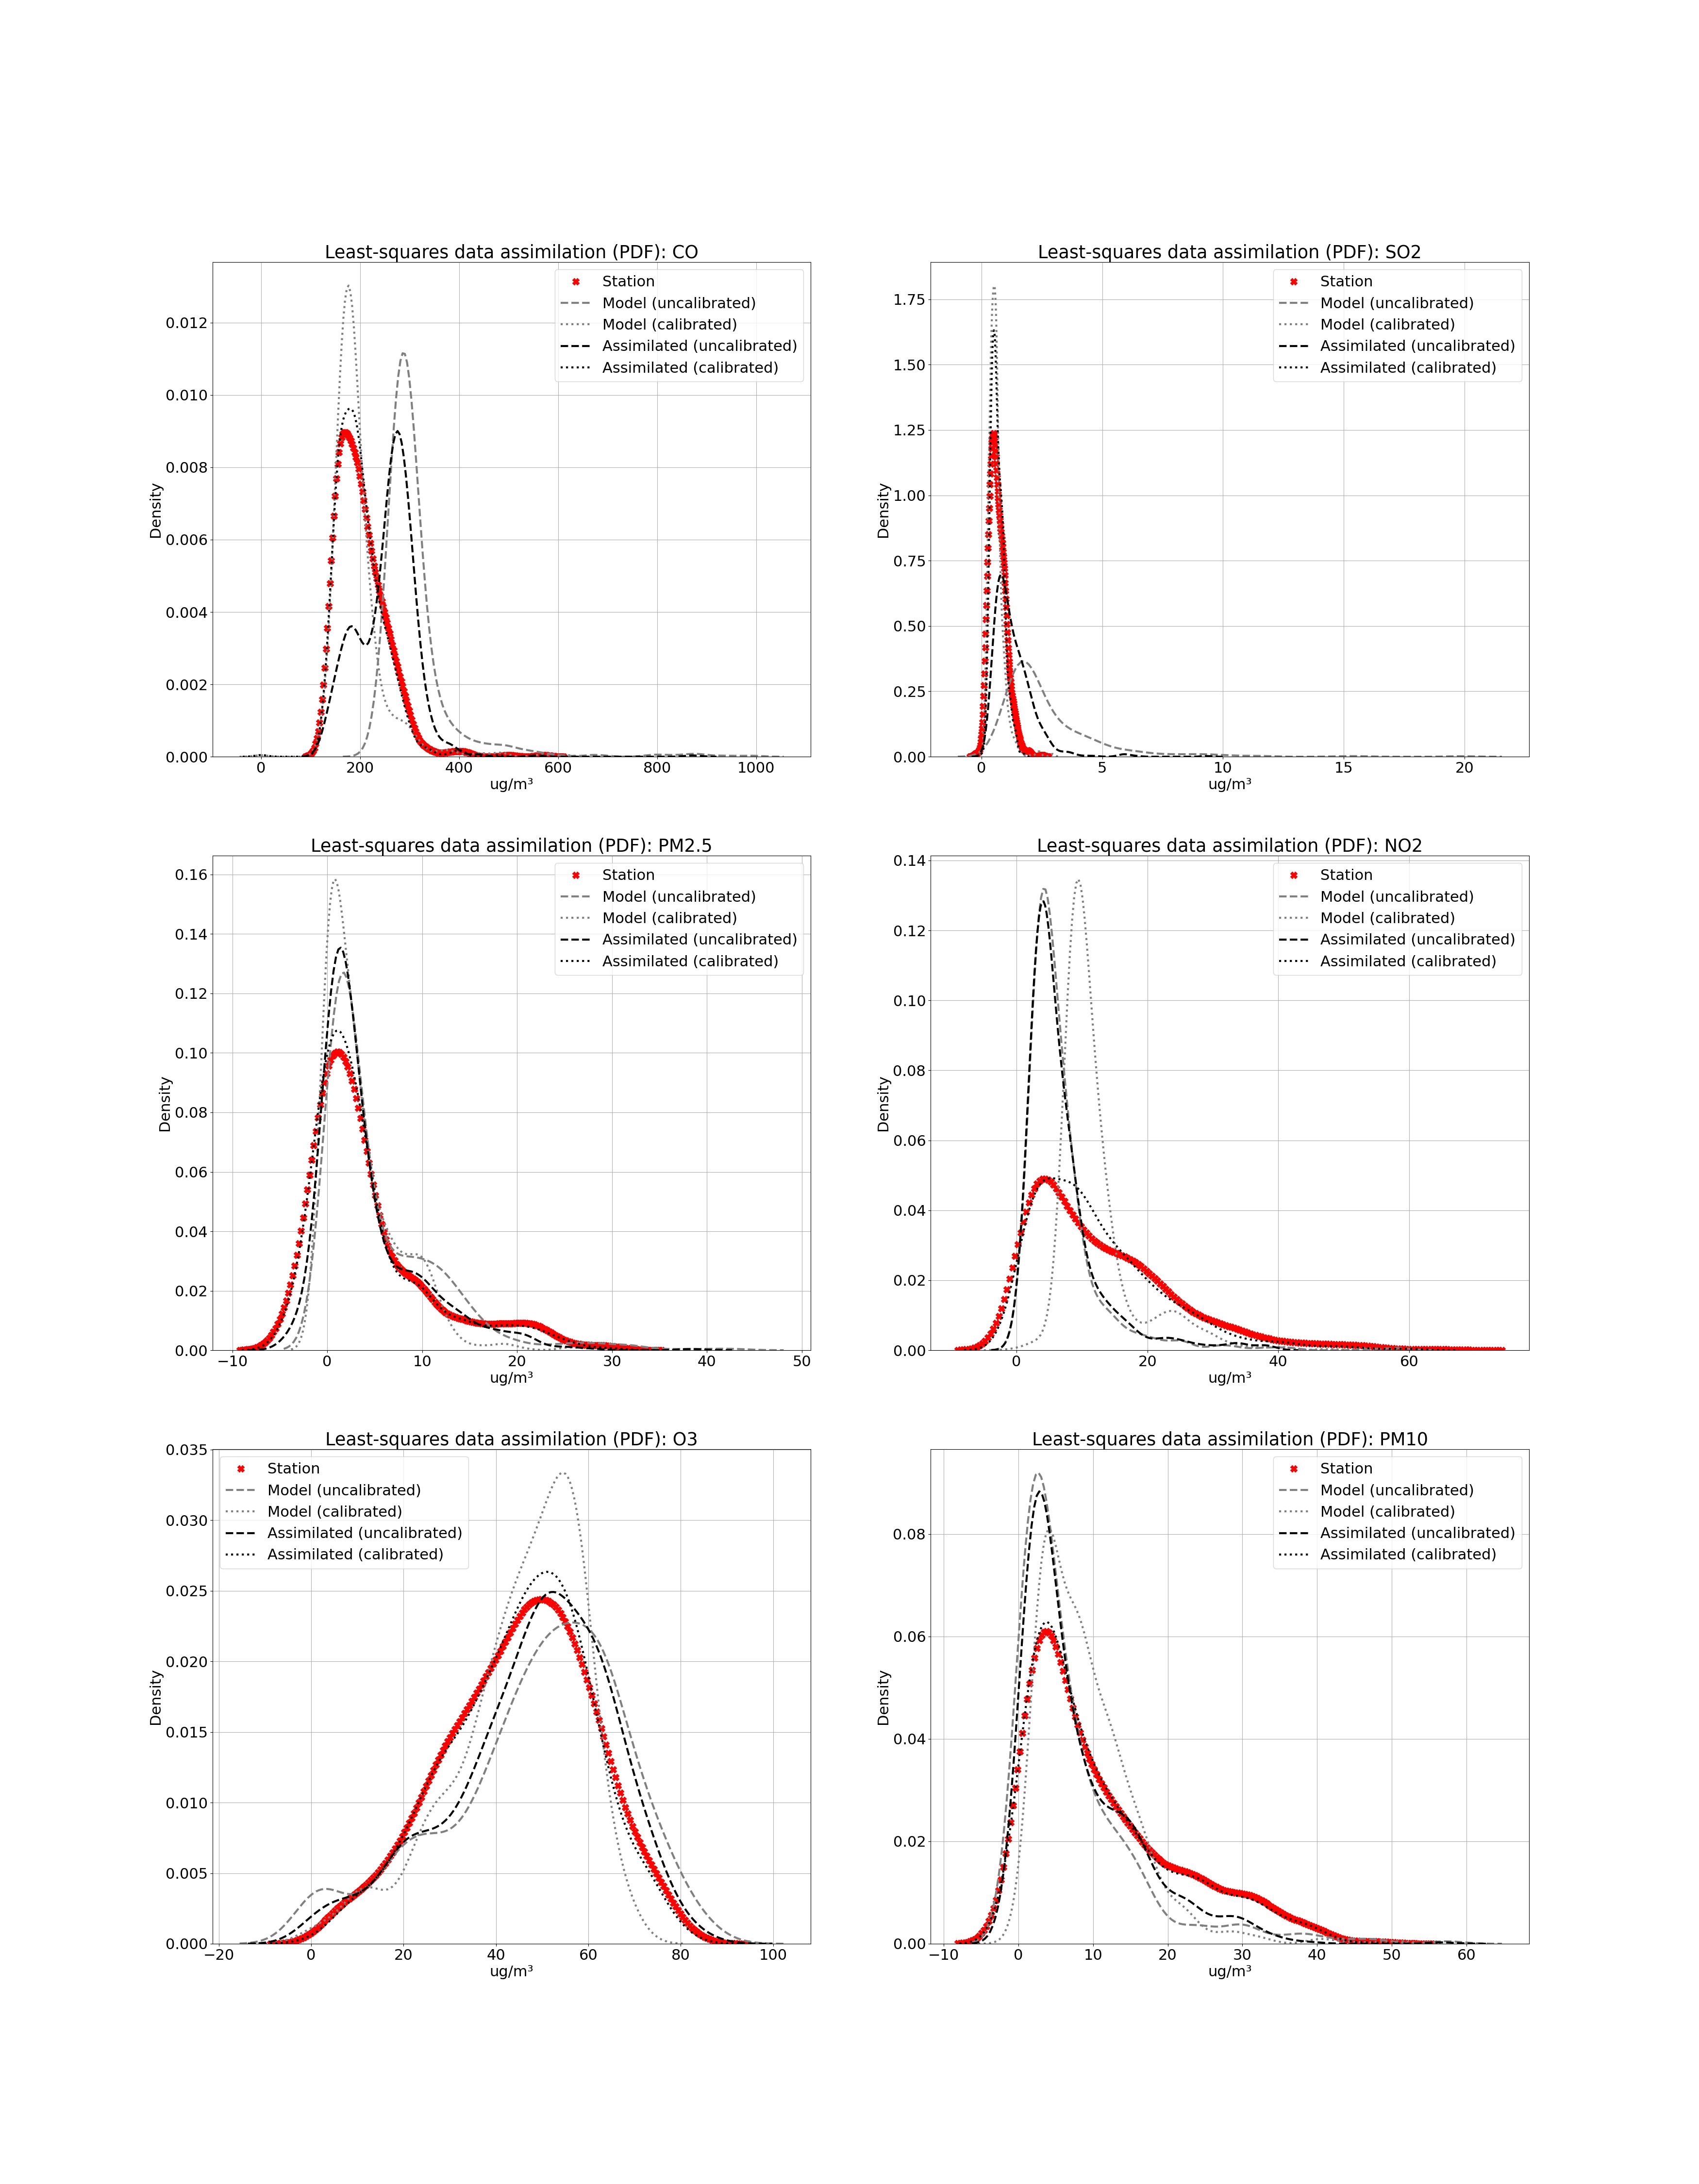 Least-squares data assimilation (PDF): CO
Station
Model (uncalibrated)
Model (calibrated)
Assimilated (uncalibrated)
Assimilated (calibrated)
0.012
0.010
0.008
0.006
0.004
0.002
0.000
Density
0 200 400 600 800 1000
ug/m³
Least-squares data assimilation (PDF): SO2
Station
Model (uncalibrated)
Model (calibrated)
Assimilated (uncalibrated)
Assimilated (calibrated)
1.75
1.50
1.25
1.00
0.75
0.50
0.25
0.00
Density
0 5 10 15 20
ug/m³
Least-squares data assimilation (PDF): PM2.5
Station
Model (uncalibrated)
Model (calibrated)
Assimilated (uncalibrated)
Assimilated (calibrated)
0.16
0.14
0.12
0.10
0.08
0.06
0.04
0.02
0.00
Density
−10 0 10 20 30 40 50
ug/m³
Least-squares data assimilation (PDF): NO2
Station
Model (uncalibrated)
Model (calibrated)
Assimilated (uncalibrated)
Assimilated (calibrated)
0.14
0.12
0.10
0.08
0.06
0.04
0.02
0.00
Density
0 20 40 60
ug/m³
Least-squares data assimilation (PDF): O3
Station
Model (uncalibrated)
Model (calibrated)
Assimilated (uncalibrated)
Assimilated (calibrated)
0.035
0.030
0.025
0.020
0.015
0.010
0.005
0.000
Density
−20 0 20 40 60 80 100
ug/m³
Least-squares data assimilation (PDF): PM10
Station
Model (uncalibrated)
Model (calibrated)
Assimilated (uncalibrated)
Assimilated (calibrated)
0.08
0.06
0.04
0.02
0.00
Density
−10 0 10 20 30 40 50 60
ug/m³